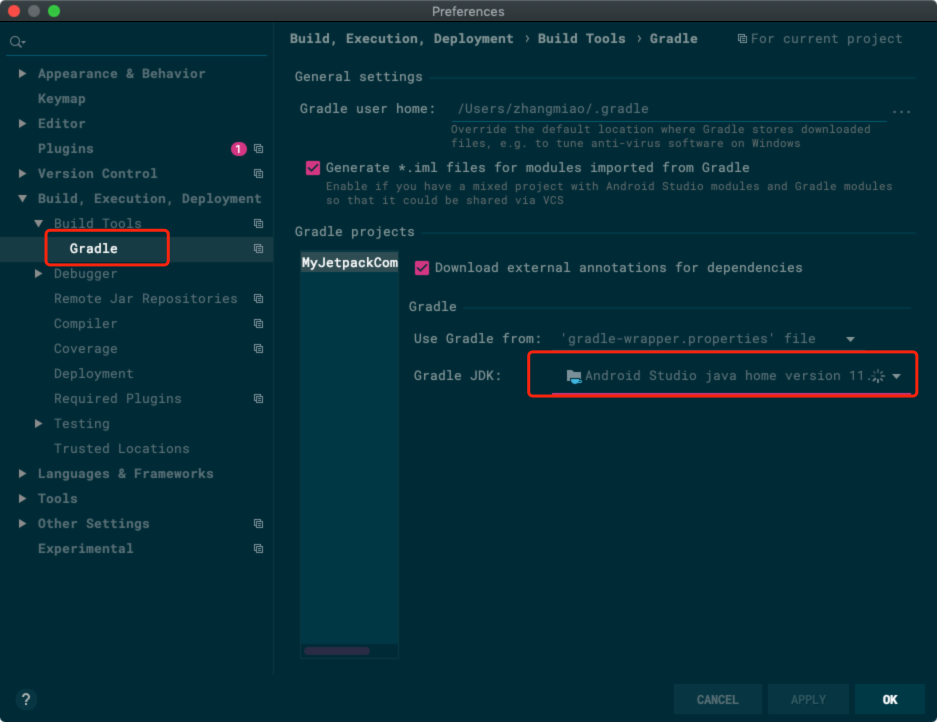 Preferences
Build, Execution, Deployment › Build Tools › Gradle
For current project
Appearance & Behavior
Keymap
Editor
Plugins
1
Version Control
Build, Execution, Deployment
Build Tools
Gradle
Debugger
Remote Jar Repositories
Compiler
Coverage
Deployment
Required Plugins
Testing
Trusted Locations
Languages & Frameworks
Tools
Other Settings
Experimental
General settings
Gradle user home: /Users/zhangmiao/.gradle ...
Override the default location where Gradle stores downloaded
files, e.g. to tune anti-virus software on Windows
Generate *.iml files for modules imported from Gradle
Enable if you have a mixed project with Android Studio modules and Gradle modules
so that it could be shared via VCS
Gradle projects
MyJetpackCom
Download external annotations for dependencies
Gradle
Use Gradle from: 'gradle-wrapper.properties' file
Gradle JDK: Android Studio java home version 11.
?
CANCEL
APPLY
OK